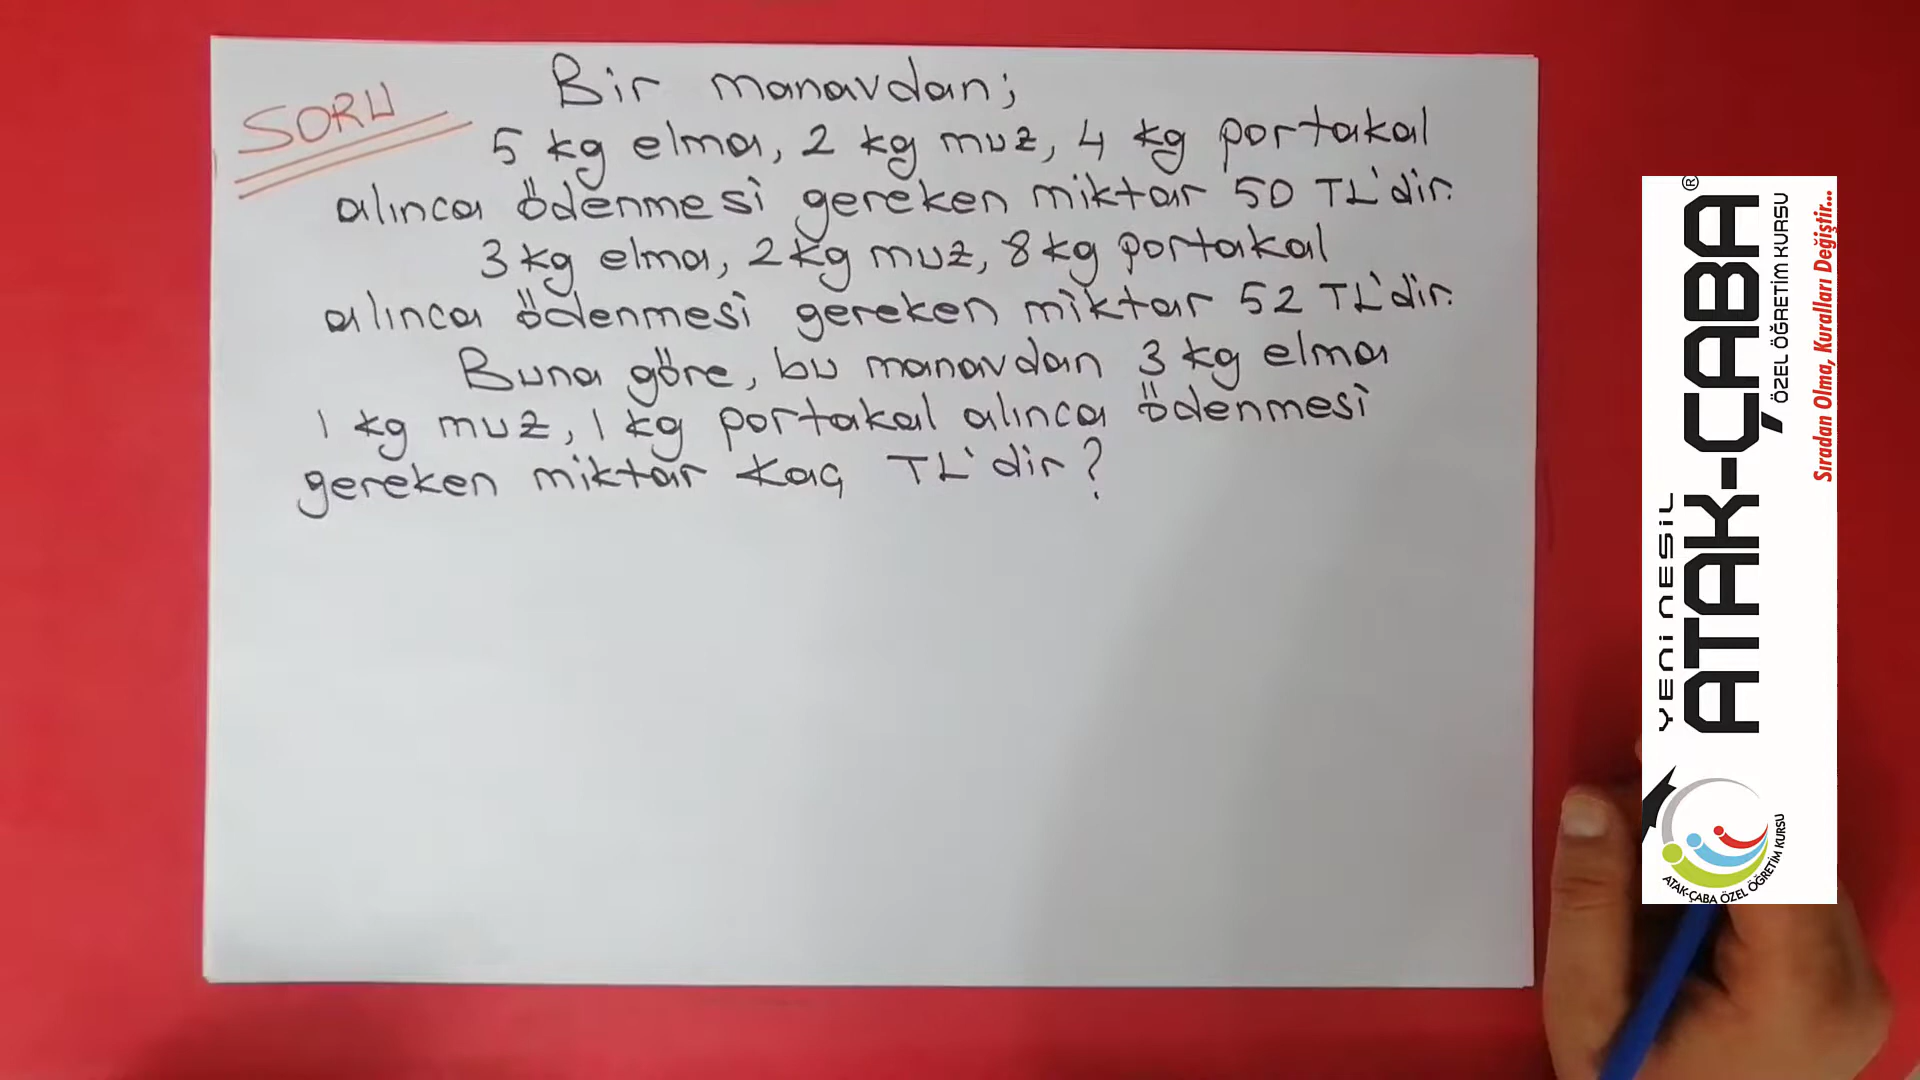 SORU
Bir manavdan;
5 kg elma, 2 kg muz, 4 kg portakal
alınca ödenmesi gereken miktar 50 TL'dir.
3 kg elma, 2 kg muz, 8 kg portakal
alınca ödenmesi gereken miktar 52 TL'dir.
Buna göre, bu manavdan 3 kg elma
1 kg muz, 1 kg portakal alınca ödenmesi
gereken miktar kaç TL'dir?
YENİ NESİL
ATAK-ÇABA®
ÖZEL ÖĞRETİM KURSU
Sıradan Olma, Kuralları Değiştir...
ATAK-ÇABA ÖZEL ÖĞRETİM KURSU